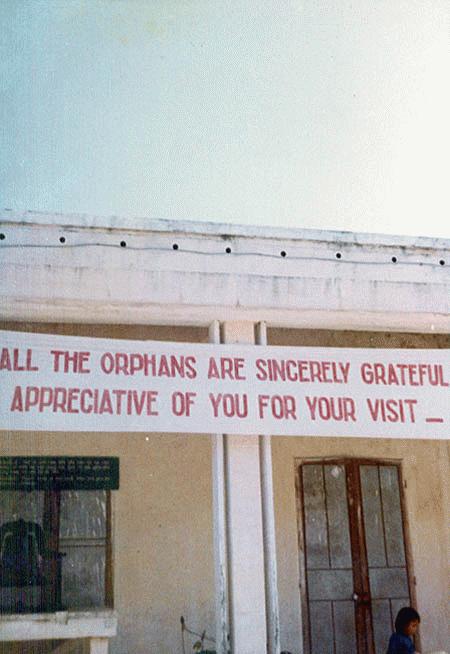 ALL THE ORPHANS ARE SINCERELY GRATEFUL
APPRECIATIVE OF YOU FOR YOUR VISIT _